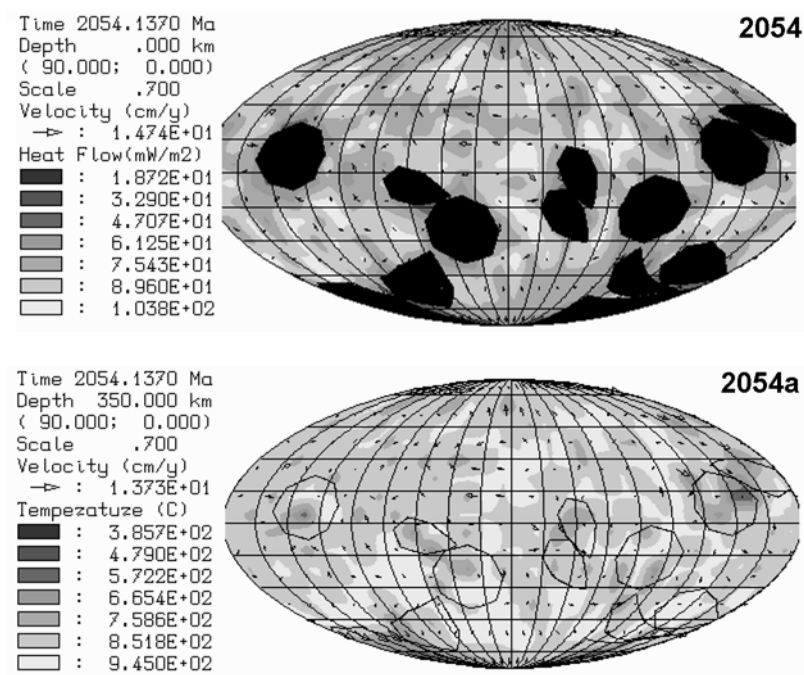 Time 2054.1370 Ma
Depth .000 km
( 90.000; 0.000)
Scale .700
Velocity (cm/y)
: 1.474E+01
Heat Flow(mW/m2)
: 1.872E+01
: 3.290E+01
: 4.707E+01
: 6.125E+01
: 7.543E+01
: 8.960E+01
: 1.038E+02
2054
Time 2054.1370 Ma
Depth 350.000 km
( 90.000; 0.000)
Scale .700
Velocity (cm/y)
: 1.373E+01
Tempezatuze (C)
: 3.857E+02
: 4.790E+02
: 5.722E+02
: 6.654E+02
: 7.586E+02
: 8.518E+02
: 9.450E+02
2054a